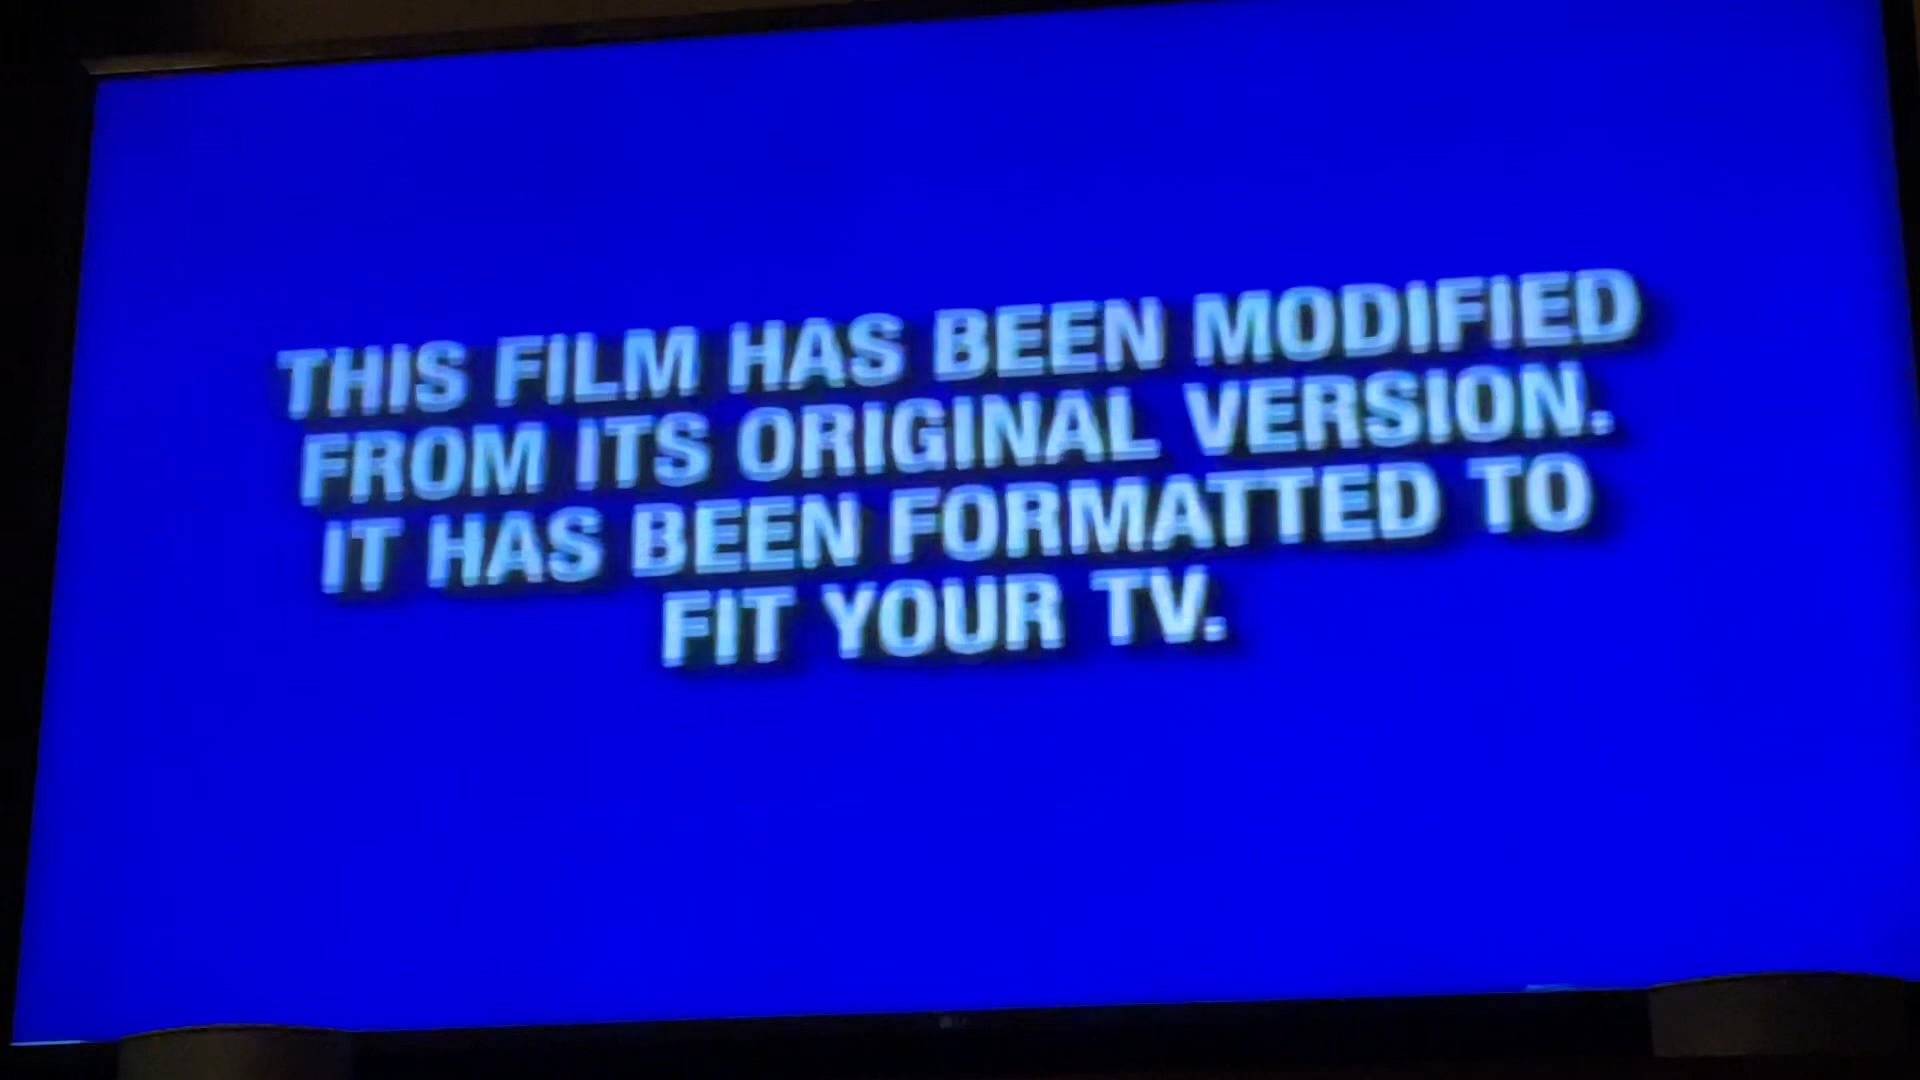 THIS FILM HAS BEEN MODIFIED
FROM ITS ORIGINAL VERSION.
IT HAS BEEN FORMATTED TO
FIT YOUR TV.